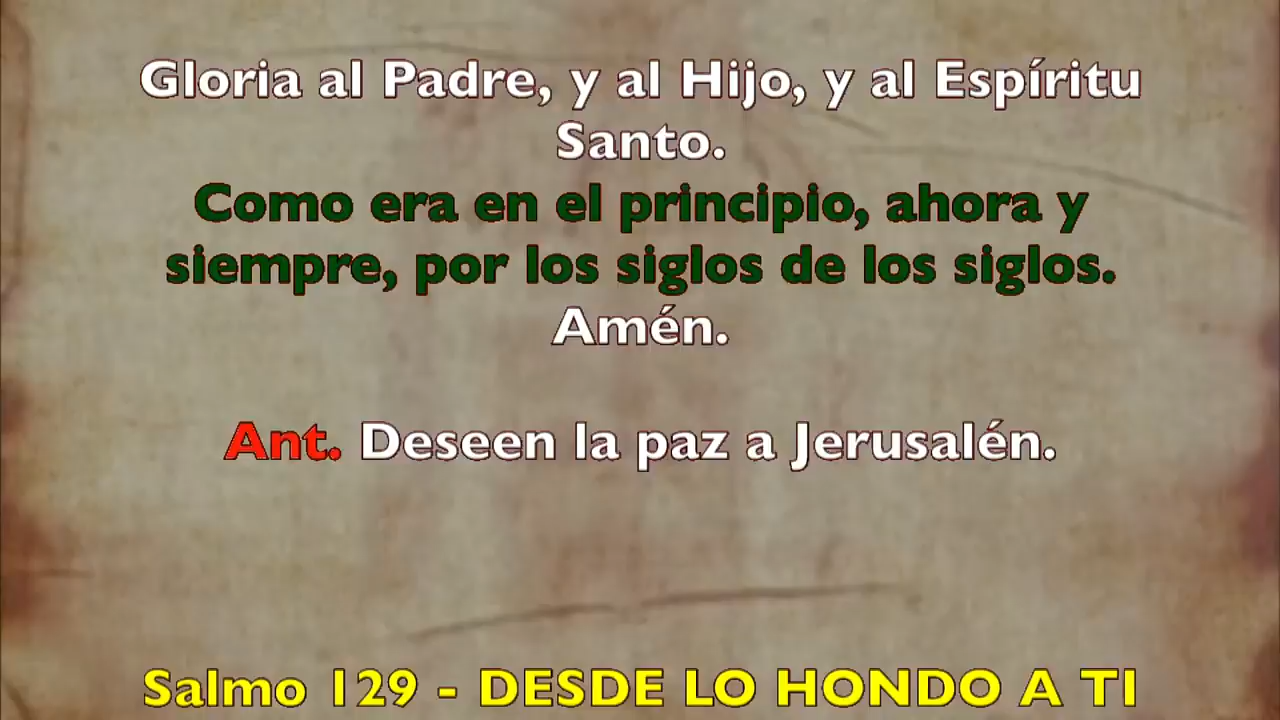 Gloria al Padre, y al Hijo, y al Espíritu
Santo.
Como era en el principio, ahora y
siempre, por los siglos de los siglos.
Amén.
Ant. Deseen la paz a Jerusalén.
Salmo 129 - DESDE LO HONDO A TI